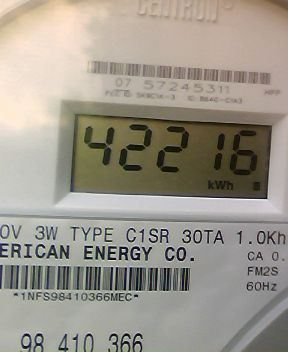 CENTRON®
07 57245311
42216
kWh
0V 3W TYPE C1SR 30TA 1.0Kh
ERICAN ENERGY CO.
CA 0.
FM2S
*1NFS98410366MEC*
60Hz
98 410 366